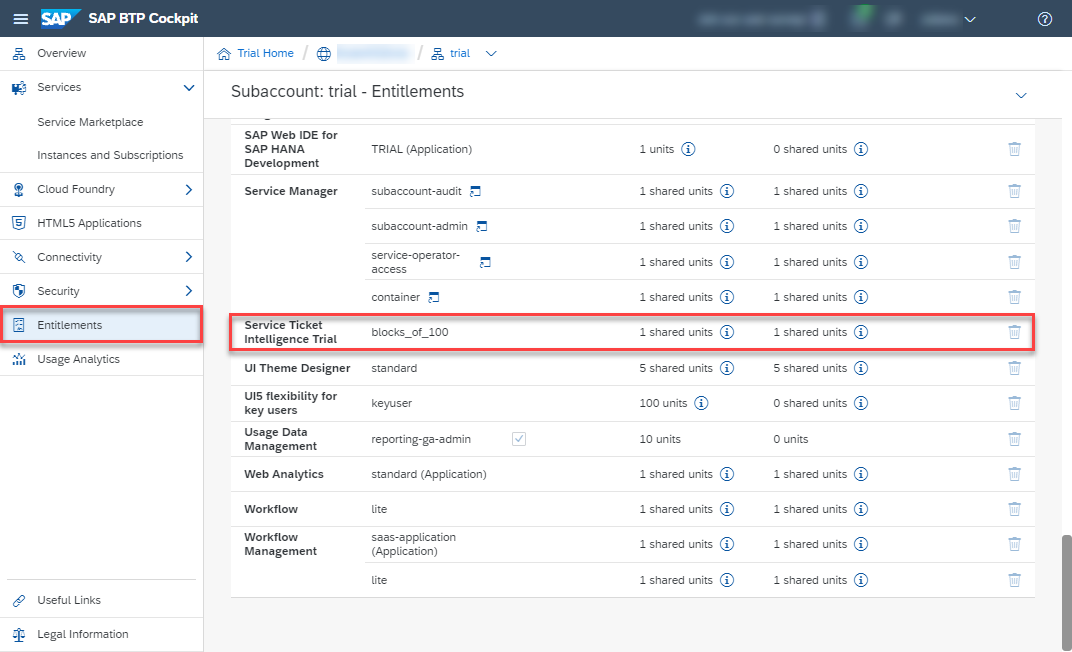 SAP SAP BTP Cockpit
Overview
Services
Service Marketplace
Instances and Subscriptions
Cloud Foundry
HTML5 Applications
Connectivity
Security
Entitlements
Usage Analytics
Useful Links
Legal Information
Trial Home / / trial
Subaccount: trial - Entitlements
SAP Web IDE for
SAP HANA
Development
TRIAL (Application)
1 units
0 shared units
Service Manager
subaccount-audit
1 shared units
1 shared units
subaccount-admin
1 shared units
1 shared units
service-operator-
access
1 shared units
1 shared units
container
1 shared units
1 shared units
Service Ticket
Intelligence Trial
blocks_of_100
1 shared units
1 shared units
UI Theme Designer
standard
5 shared units
5 shared units
UI5 flexibility for
key users
keyuser
100 units
0 shared units
Usage Data
Management
reporting-ga-admin
10 units
0 units
Web Analytics
standard (Application)
1 shared units
1 shared units
Workflow
lite
1 shared units
1 shared units
Workflow
Management
saas-application
(Application)
1 shared units
1 shared units
lite
1 shared units
1 shared units